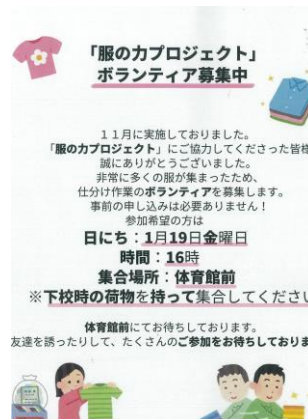 「服の力プロジェクト」
ボランティア募集中
11月に実施しておりました。
「服の力プロジェクト」にご協力してくださった皆様
誠にありがとうございました。
非常に多くの服が集まったため、
仕分け作業のボランティアを募集します。
事前の申し込みは必要ありません！
参加希望の方は
日にち：1月19日金曜日
時間：16時
集合場所：体育館前
※下校時の荷物を持って集合してくださ
体育館前にてお待ちしております。
友達を誘ったりして、たくさんのご参加をお待ちしておりま